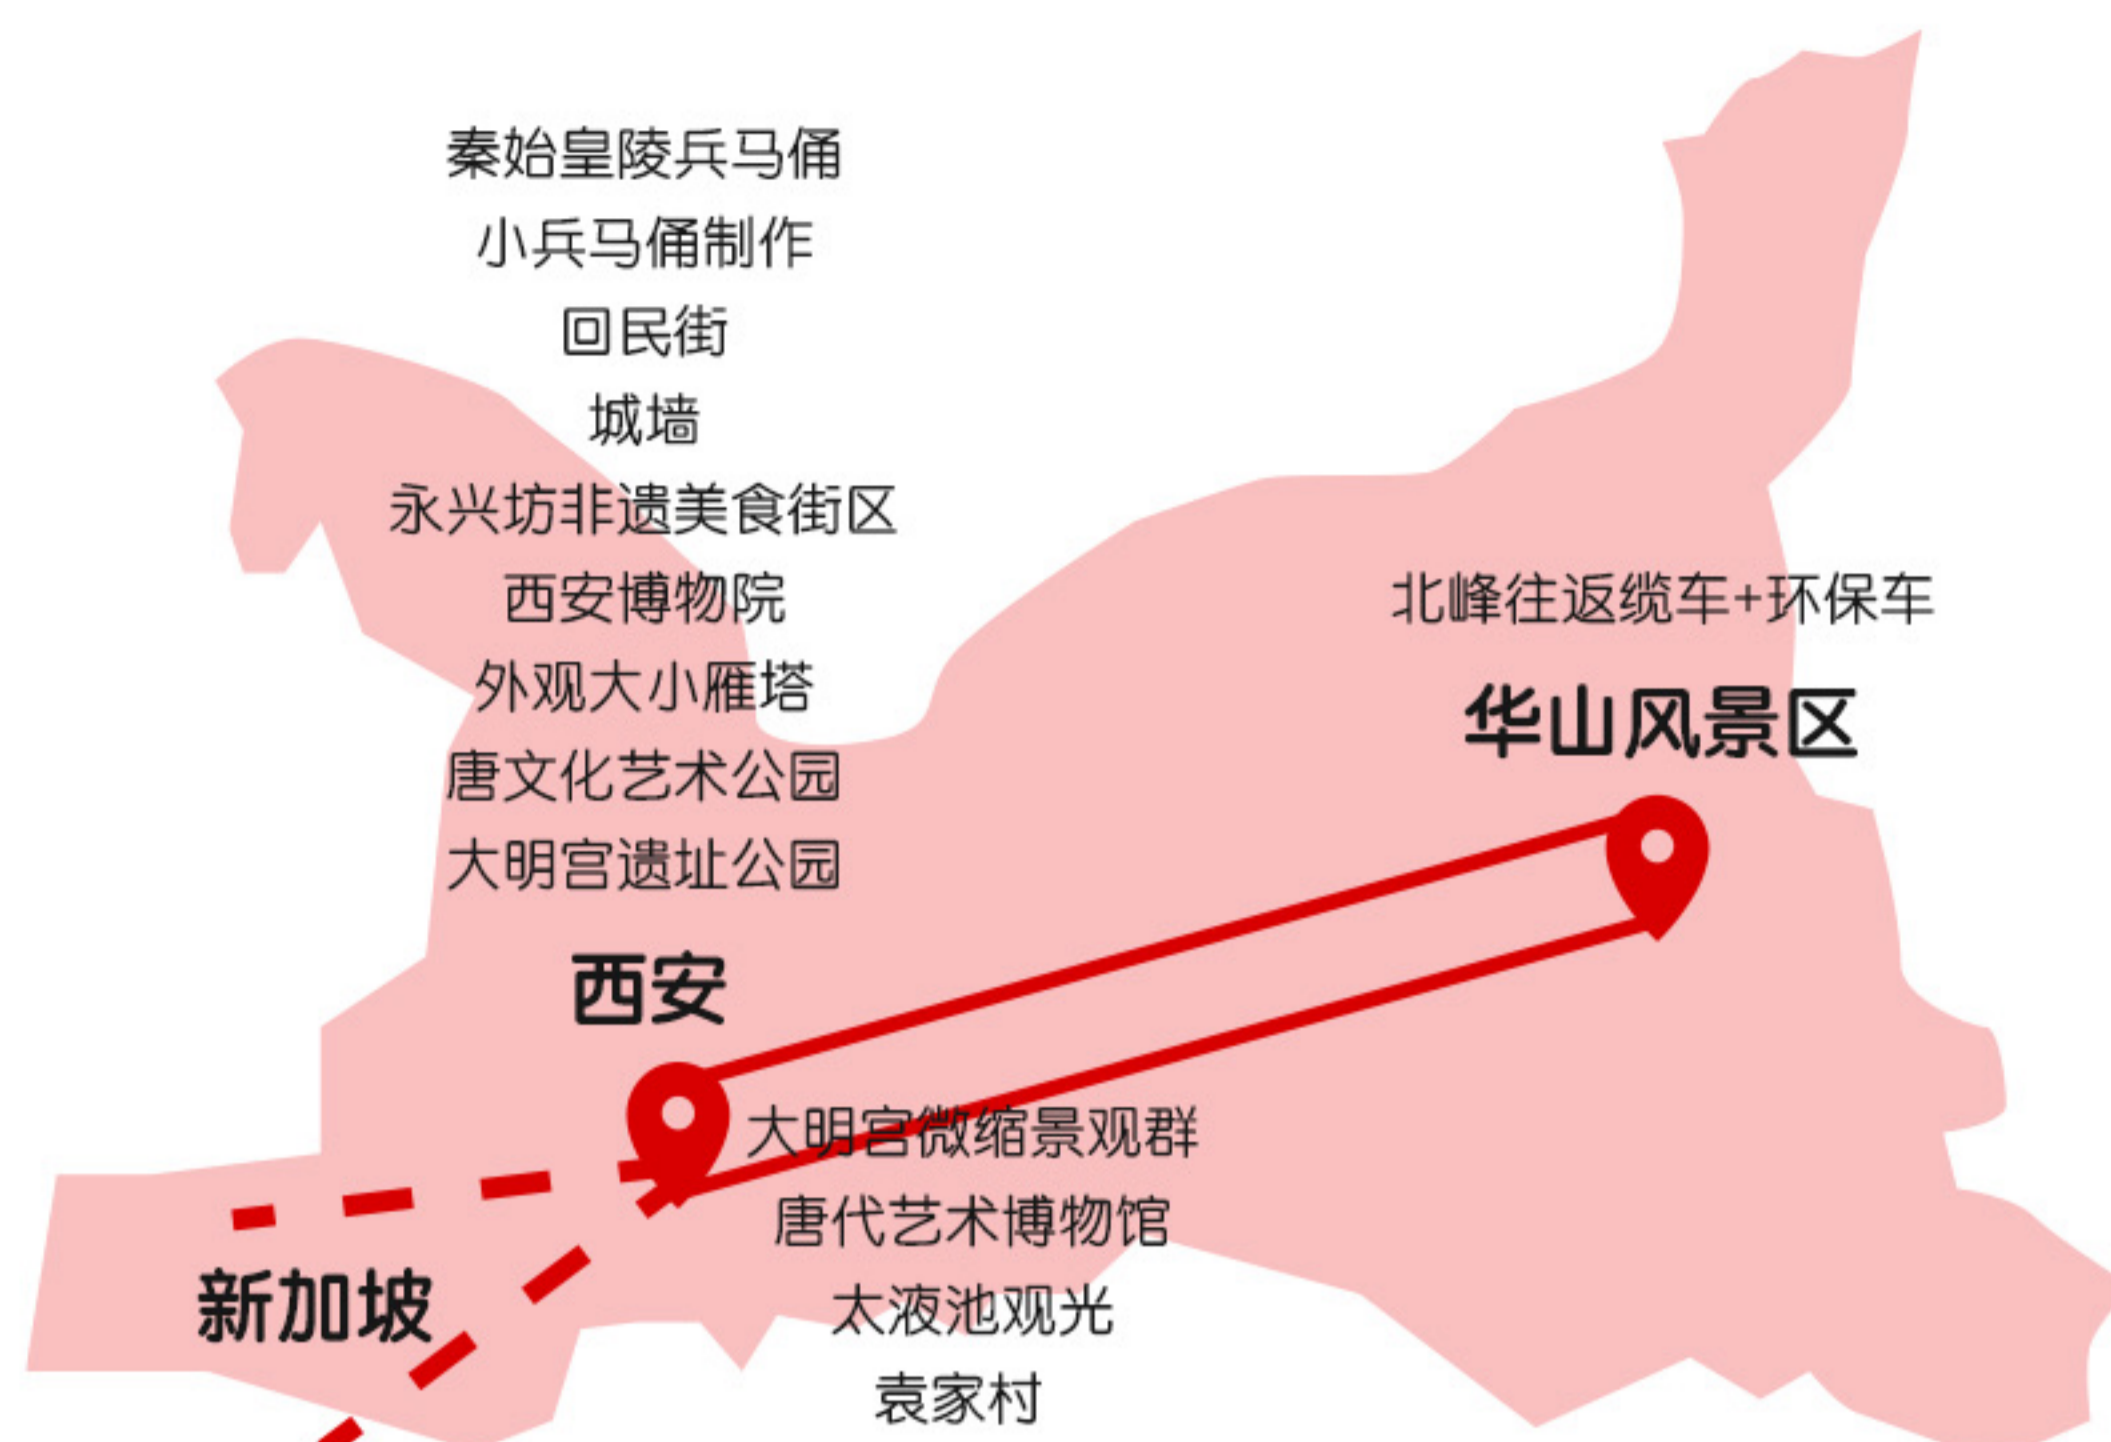 秦始皇陵兵马俑
小兵马俑制作
回民街
城墙
永兴坊非遗美食街区
西安博物院
外观大小雁塔
唐文化艺术公园
大明宫遗址公园
西安
北峰往返缆车+环保车
华山风景区
大明宫微缩景观群
唐代艺术博物馆
太液池观光
袁家村
新加坡